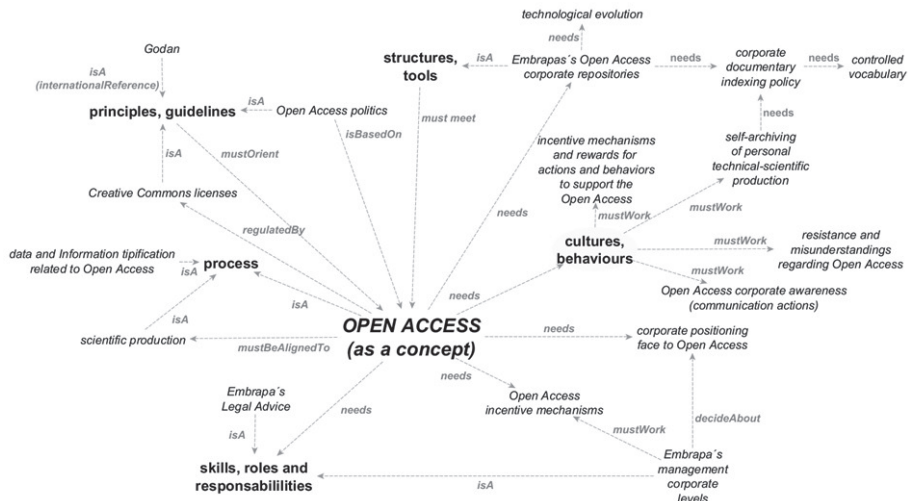 technological evolution
needs
Godan
isA
(internationalReference)
principles, guidelines
isA
Open Access politics
structures,
tools
isA
Embrapas's Open Access
corporate repositories
needs
corporate
documentary
indexing policy
needs
controlled
vocabulary
must meet
isBasedOn
mustOrient
isA
Creative Commons licenses
regulatedBy
incentive mechanisms
and rewards for
actions and behaviors
to support the
Open Access
needs
self-archiving
of personal
technical-scientific
production
mustWork
mustWork
needs
cultures,
behaviours
mustWork
resistance and
misunderstandings
regarding Open Access
mustWork
Open Access corporate awareness
(communication actions)
data and Information tipification
related to Open Access
isA
process
isA
isA
scientific production
mustBeAlignedTo
OPEN ACCESS
(as a concept)
needs
needs
corporate positioning
face to Open Access
needs
Open Access
incentive mechanisms
mustWork
decideAbout
needs
Embrapa´s
Legal Advice
isA
skills, roles and
responsabililities
isA
Embrapa´s
management
corporate
levels